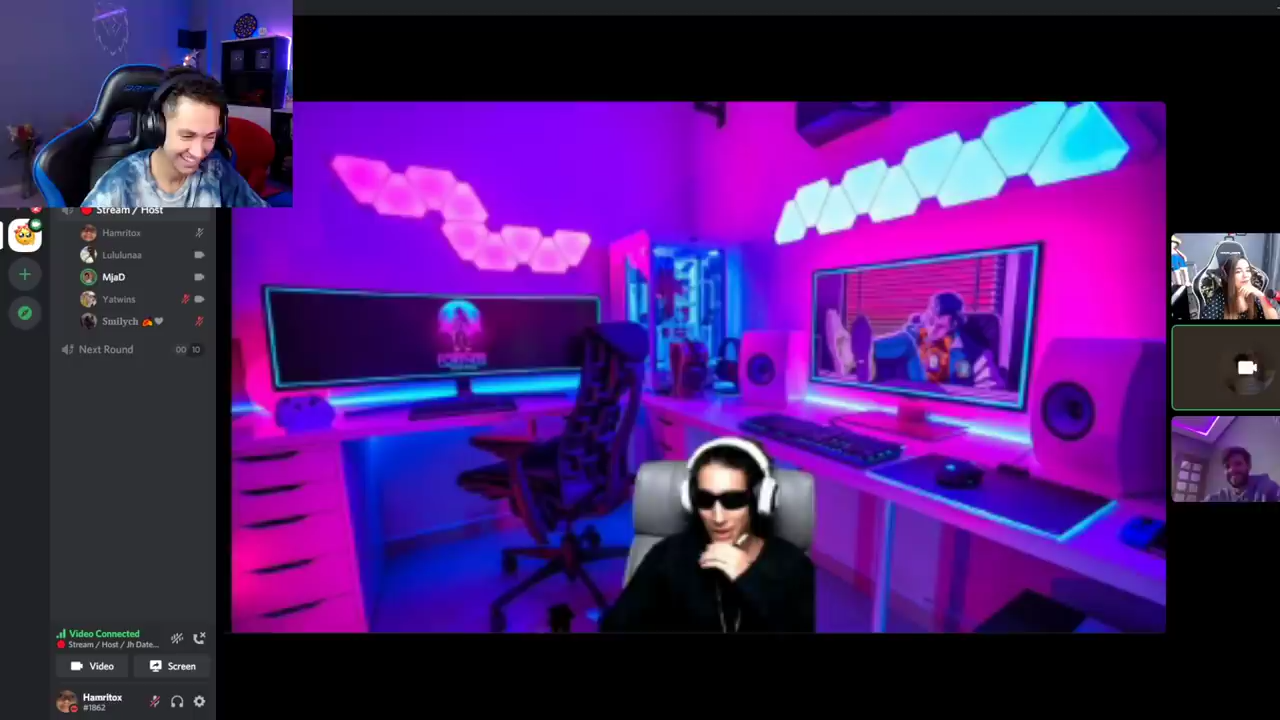 Stream / Host
Hamritox
Lululunaa
MjaD
Yatwins
Smilych
Next Round
00 10
Video Connected
Stream / Host / Jh Date...
Video
Screen
Hamritox
#1862